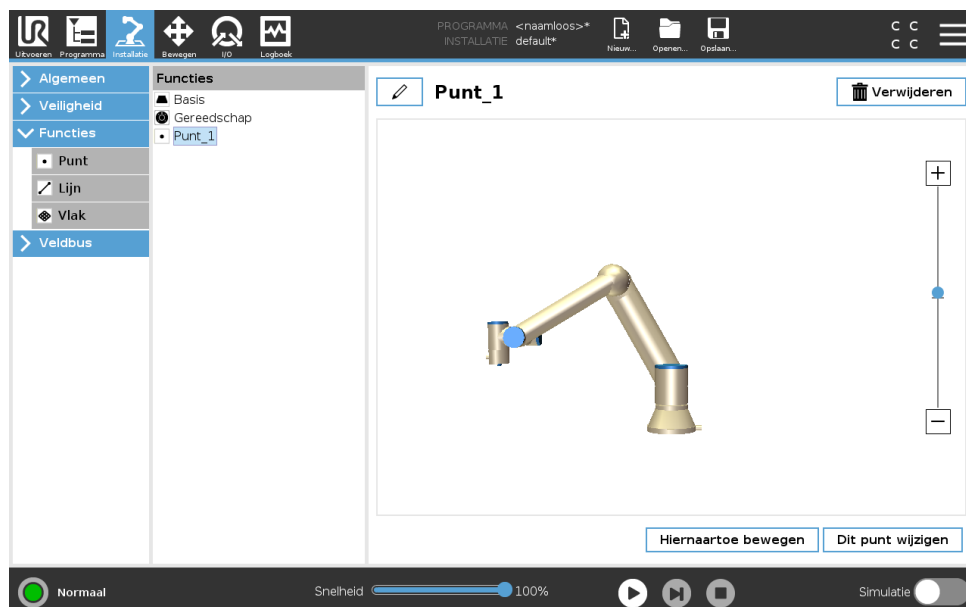 UR
PROGRAMMA <naamloos>*
INSTALLATIE default*
Uitvoeren Programma Installatie Bewegen I/O Logboek
Nieuw... Openen... Opslaan...
C C
C C
Algemeen
Veiligheid
Functies
Punt
Lijn
Vlak
Veldbus
Functies
Basis
Gereedschap
Punt_1
Punt_1
Verwijderen
Hiernaartoe bewegen
Dit punt wijzigen
Normaal
Snelheid 100%
Simulatie